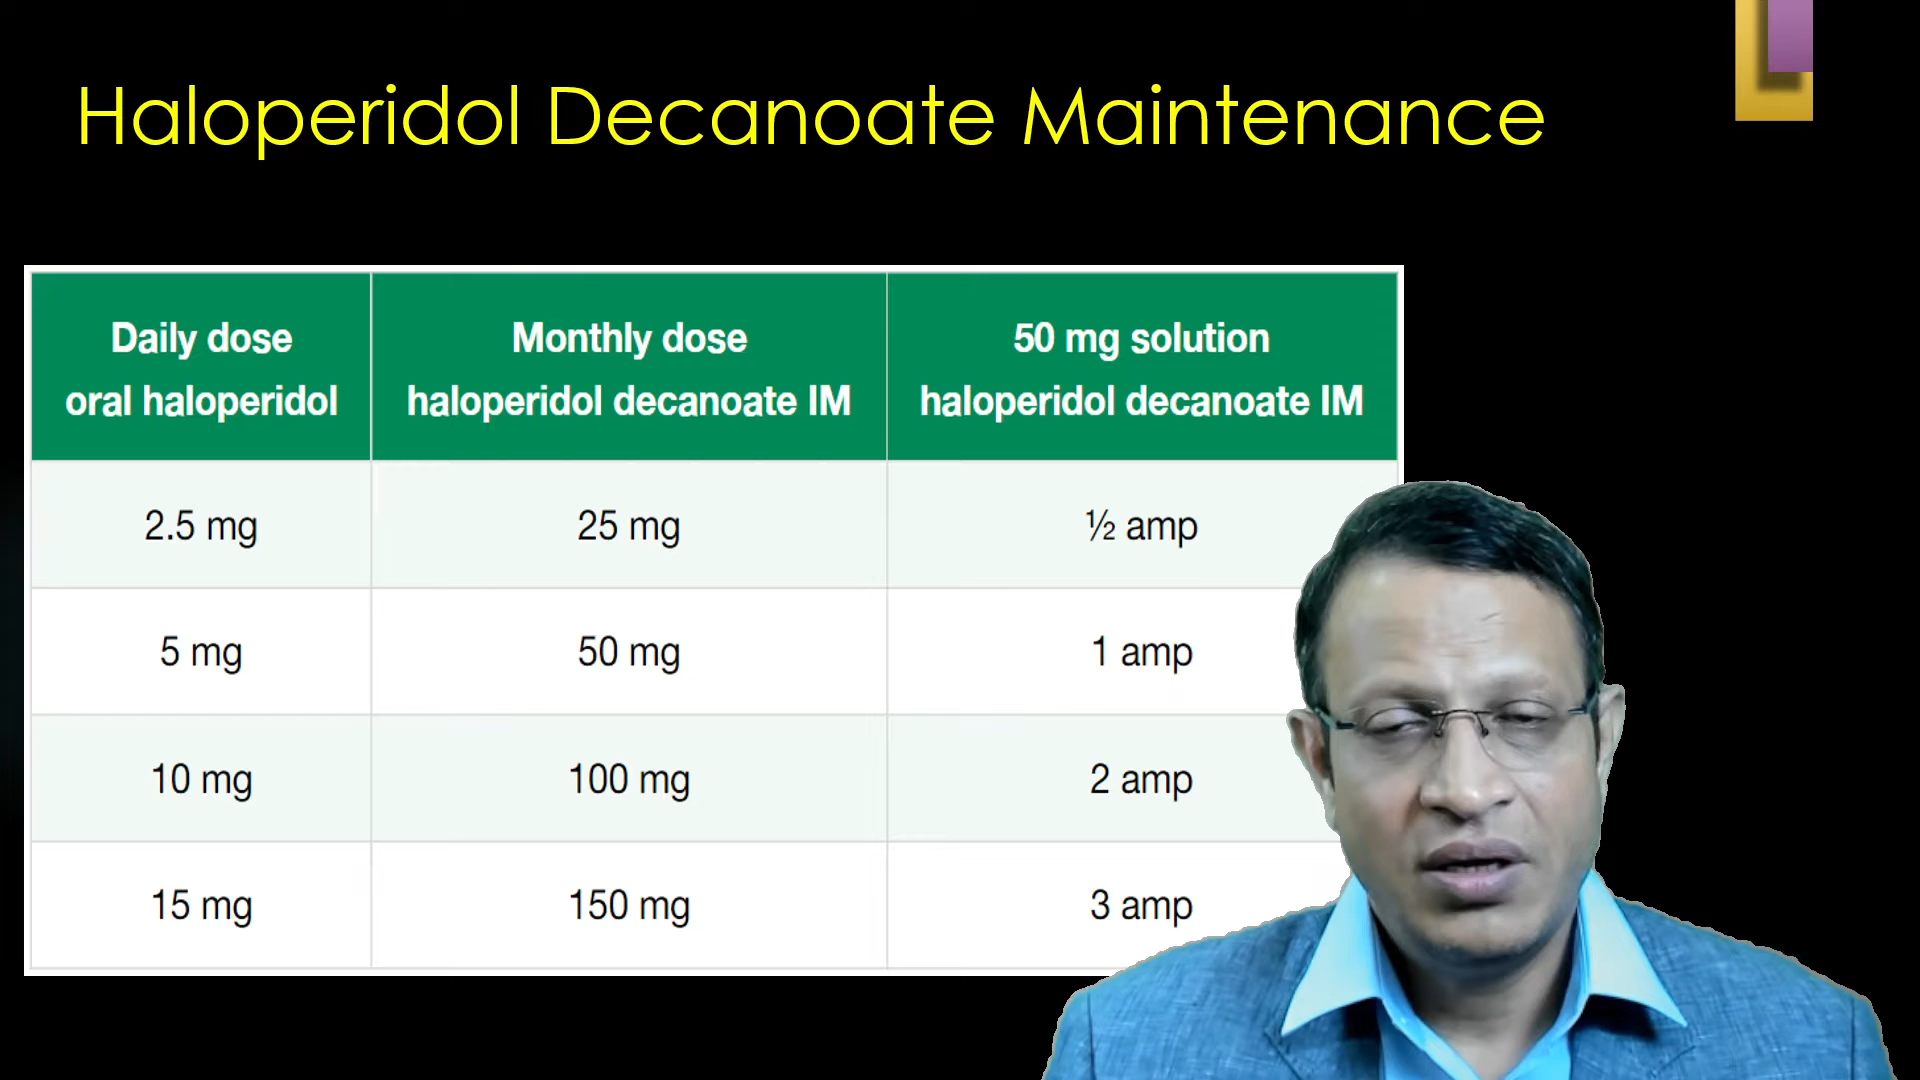 Haloperidol Decanoate Maintenance
Daily dose
oral haloperidol
Monthly dose
haloperidol decanoate IM
50 mg solution
haloperidol decanoate IM
2.5 mg
25 mg
½ amp
5 mg
50 mg
1 amp
10 mg
100 mg
2 amp
15 mg
150 mg
3 amp